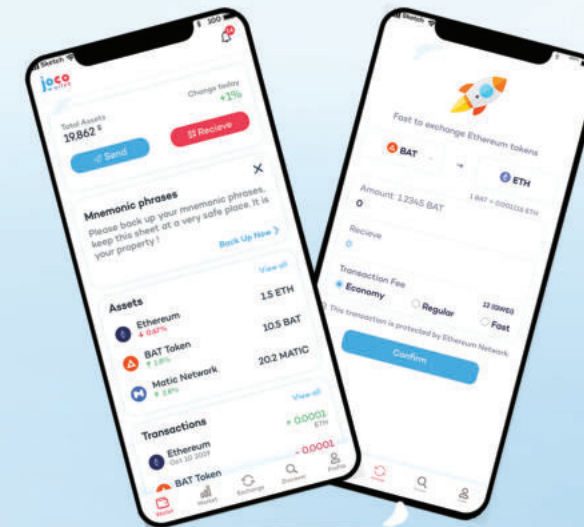 Sketch
100
14
joco
wallet
Total Assets
19,862 $
Change today
+1%
Send
Recieve
Mnemonic phrases
Please back up your mnemonic phrases,
keep this sheet at a very safe place. It is
your property !
Back Up Now
Assets
View all
Ethereum
1.5 ETH
BAT Token
10.5 BAT
Matic Network
20.2 MATIC
Transactions
View all
Ethereum
Oct 10 2019
+ 0.0001
ETH
BAT Token
- 0.0001
Wallet
Market
Exchange
Discover
Profile
Sketch
100
Fast to exchange Ethereum tokens
BAT
ETH
Amount: 1.2345 BAT
0
Recieve
0
Transaction Fee
12 (GWEI)
Economy
Regular
Fast
This transaction is protected by Ethereum Network
Confirm